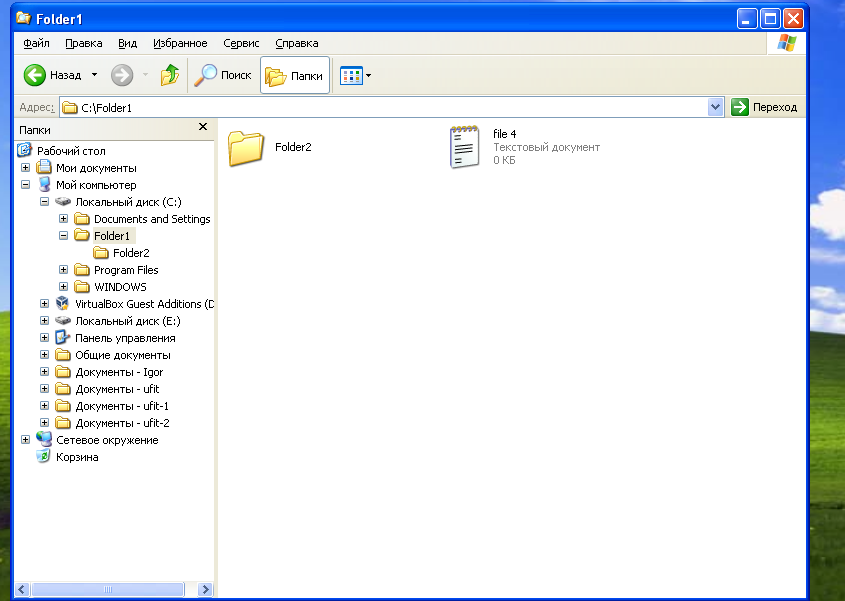 Folder1
Файл Правка Вид Избранное Сервис Справка
Назад Поиск Папки
Адрес: C:\Folder1 Переход
Папки
Рабочий стол
Мои документы
Мой компьютер
Локальный диск (C:)
Documents and Settings
Folder1
Folder2
Program Files
WINDOWS
VirtualBox Guest Additions (D
Локальный диск (E:)
Панель управления
Общие документы
Документы - Igor
Документы - ufit
Документы - ufit-1
Документы - ufit-2
Сетевое окружение
Корзина
Folder2
file 4
Текстовый документ
0 КБ